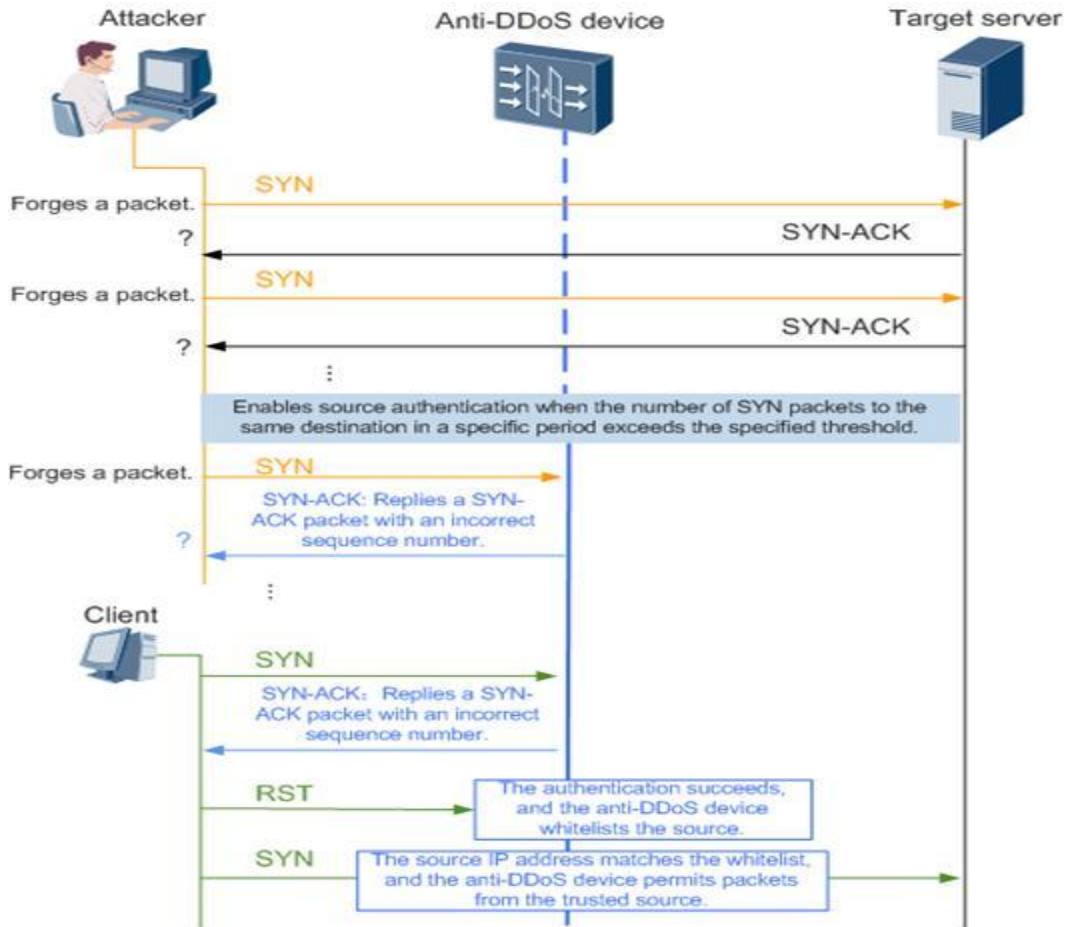 Attacker
Anti-DDoS device
Target server
SYN
Forges a packet.
?
SYN-ACK
SYN
Forges a packet.
SYN-ACK
?
...
Enables source authentication when the number of SYN packets to the
same destination in a specific period exceeds the specified threshold.
SYN
Forges a packet.
SYN-ACK: Replies a SYN-
ACK packet with an incorrect
sequence number.
?
...
Client
SYN
SYN-ACK: Replies a SYN-
ACK packet with an incorrect
sequence number.
RST
The authentication succeeds,
and the anti-DDoS device
whitelists the source.
SYN
The source IP address matches the whitelist,
and the anti-DDoS device permits packets
from the trusted source.